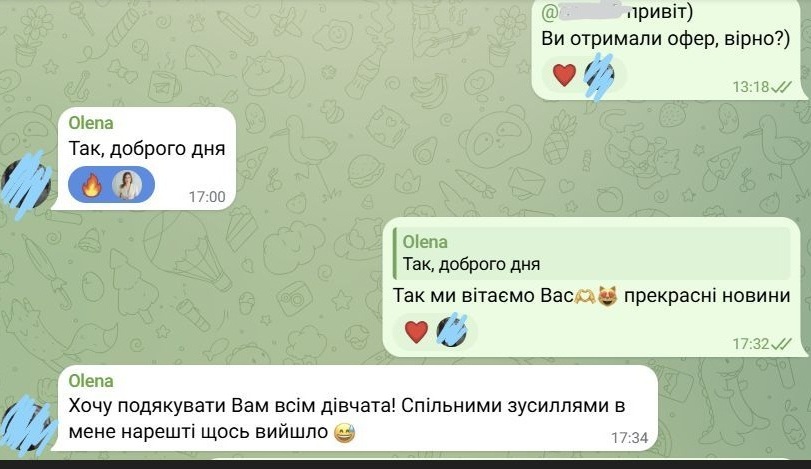 @ привіт)
Ви отримали офер, вірно?)
13:18
Olena
Так, доброго дня
17:00
Olena
Так, доброго дня
Так ми вітаємо Вас🫶😻 прекрасні новини
17:32
Olena
Хочу подякувати Вам всім дівчата! Спільними зусиллями в
мене нарешті щось вийшло 😅
17:34